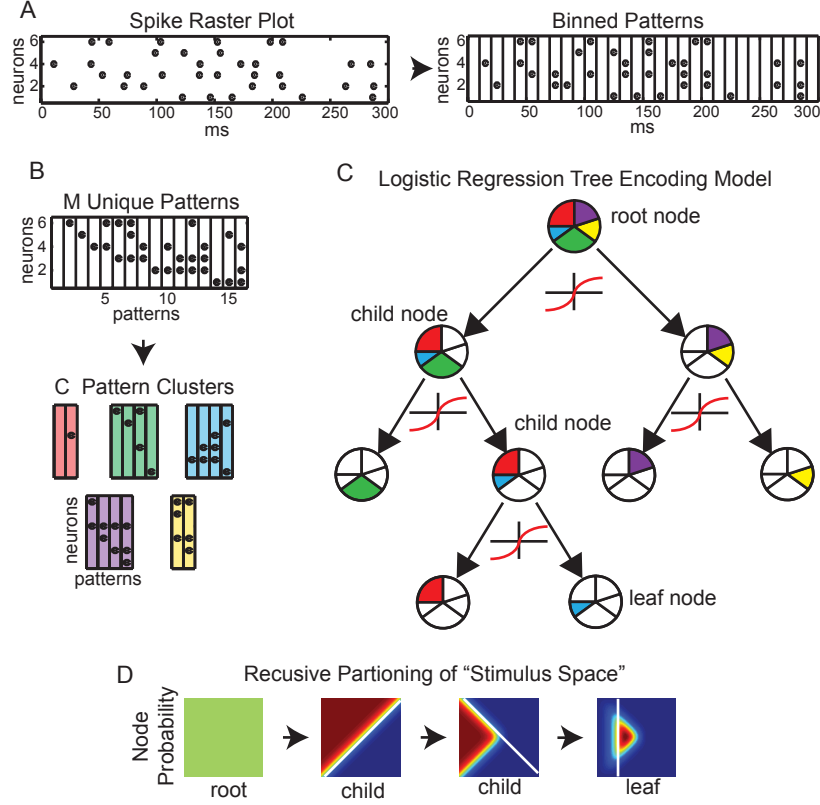 A
Spike Raster Plot
Binned Patterns
neurons
6
4
2
0 50 100 150 200 250 300
ms
neurons
6
4
2
0 50 100 150 200 250 300
ms
B
M Unique Patterns
neurons
6
4
2
5 10 15
patterns
C Pattern Clusters
neurons
patterns
C
Logistic Regression Tree Encoding Model
root node
child node
child node
leaf node
D
Recusive Partioning of “Stimulus Space”
Node
Probability
root
child
child
leaf